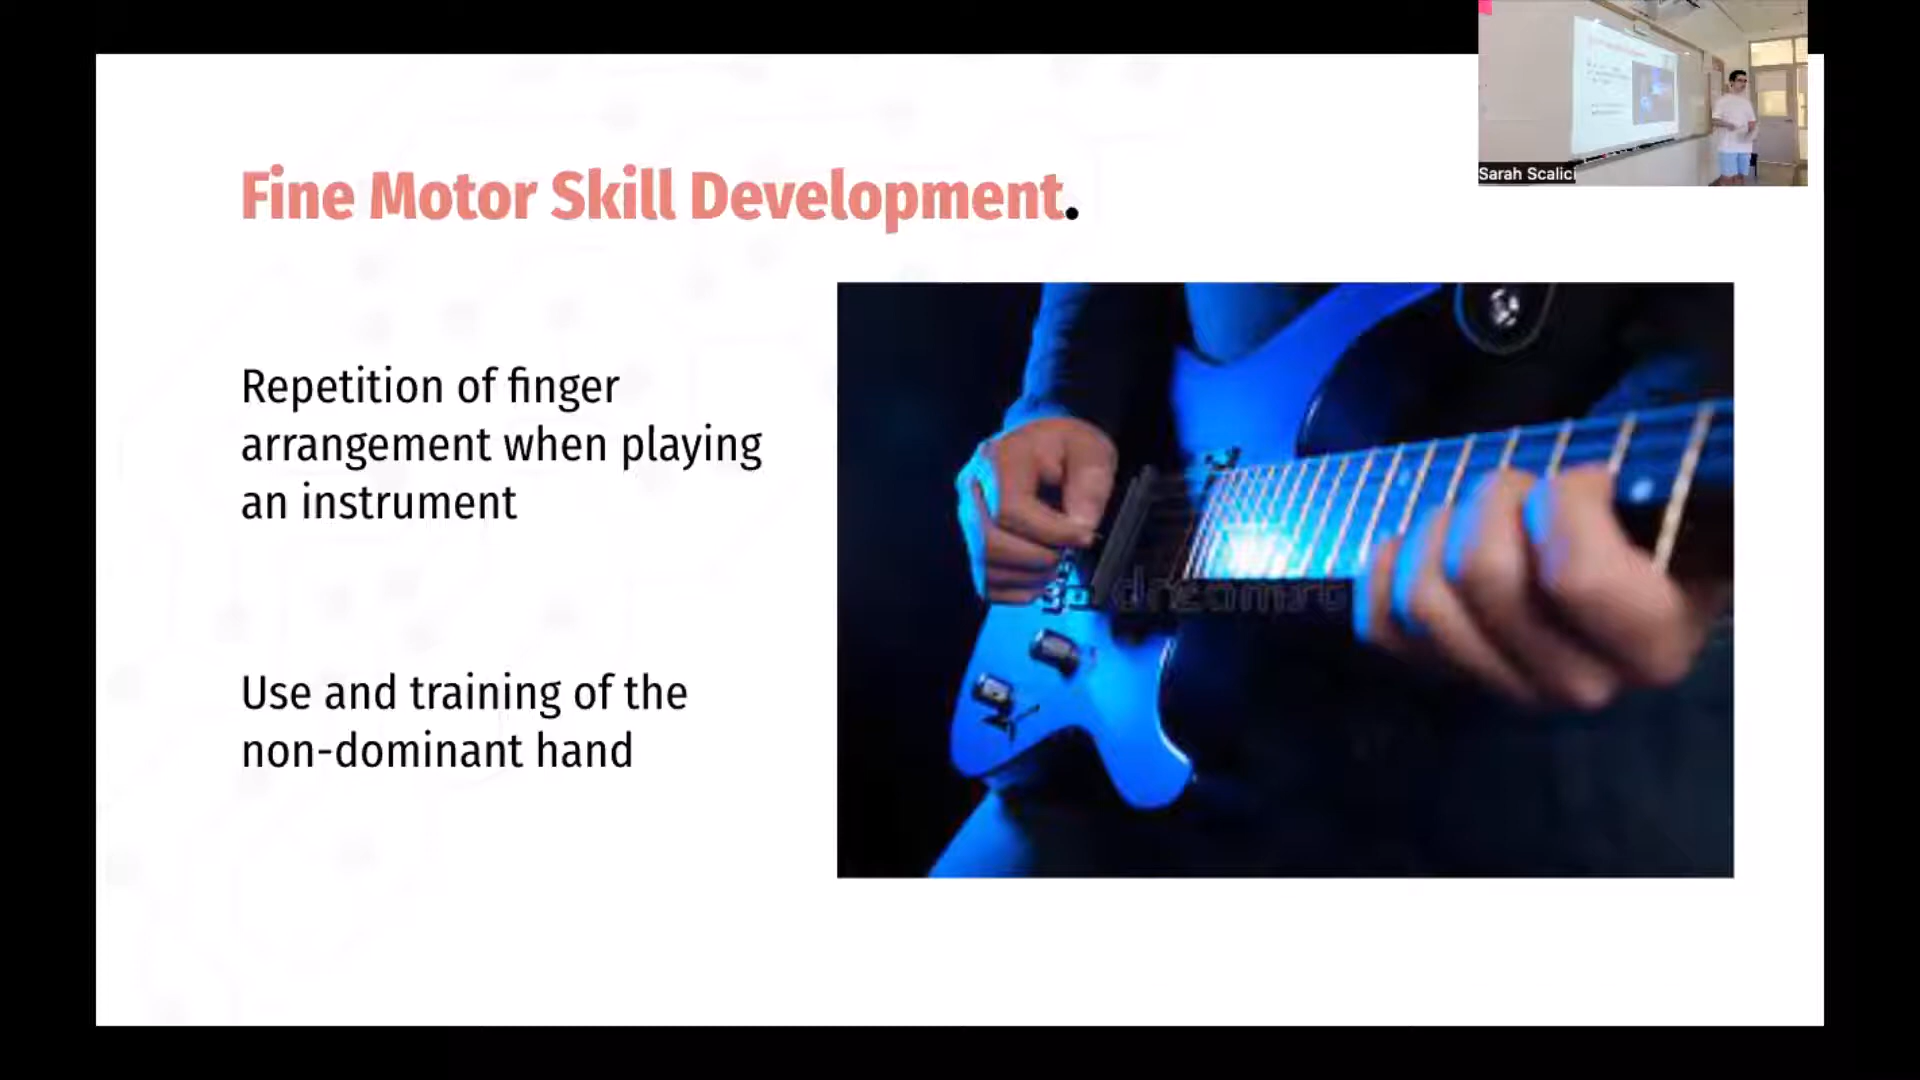 Sarah Scalici
Fine Motor Skill Development.
Repetition of finger
arrangement when playing
an instrument
Use and training of the
non-dominant hand